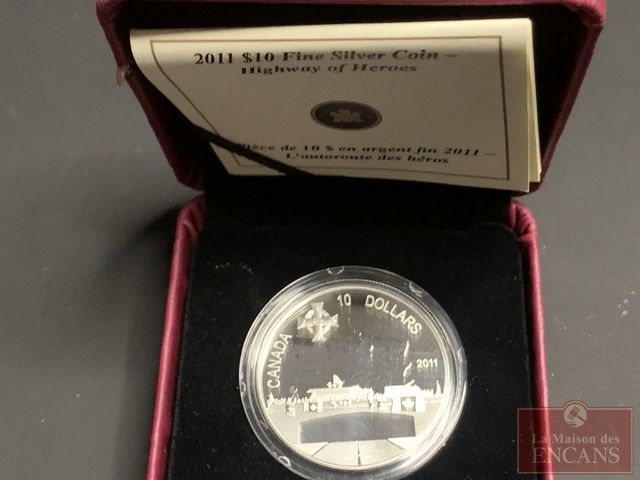 2011 $10 Fine Silver Coin –
Highway of Heroes
Pièce de 10 $ en argent fin 2011 –
L'autoroute des héros
10 DOLLARS
CANADA
2011
La Maison des
ENCANS